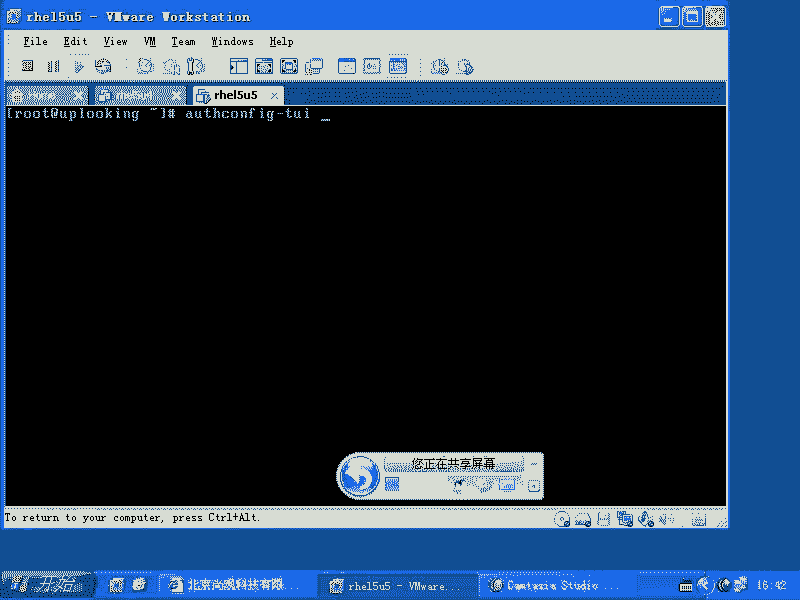 rhel5u5 - VMware Workstation
File Edit View VM Team Windows Help
Home rhel5u5
[root@uplooking ~]# authconfig-tui _
您正在共享屏幕
To return to your computer, press Ctrl+Alt.
开始 北京尚观科技有限... rhel5u5 - VMware... Camtasia Studio ... 16:42